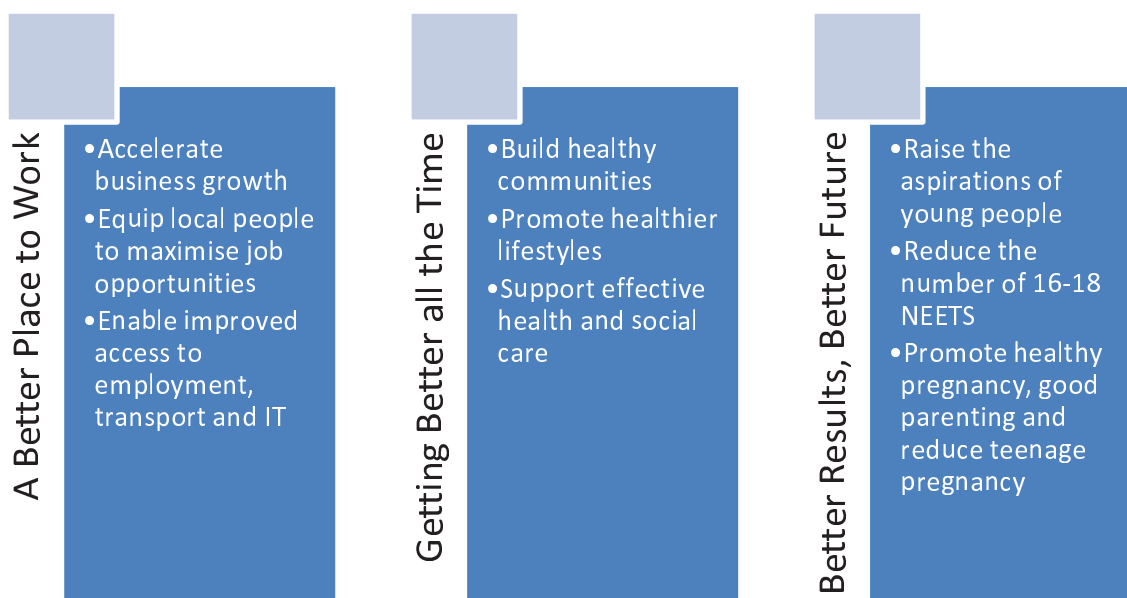 A Better Place to Work
•Accelerate
business growth
•Equip local people
to maximise job
opportunities
•Enable improved
access to
employment,
transport and IT
Getting Better all the Time
•Build healthy
communities
•Promote healthier
lifestyles
•Support effective
health and social
care
Better Results, Better Future
•Raise the
aspirations of
young people
•Reduce the
number of 16-18
NEETS
•Promote healthy
pregnancy, good
parenting and
reduce teenage
pregnancy